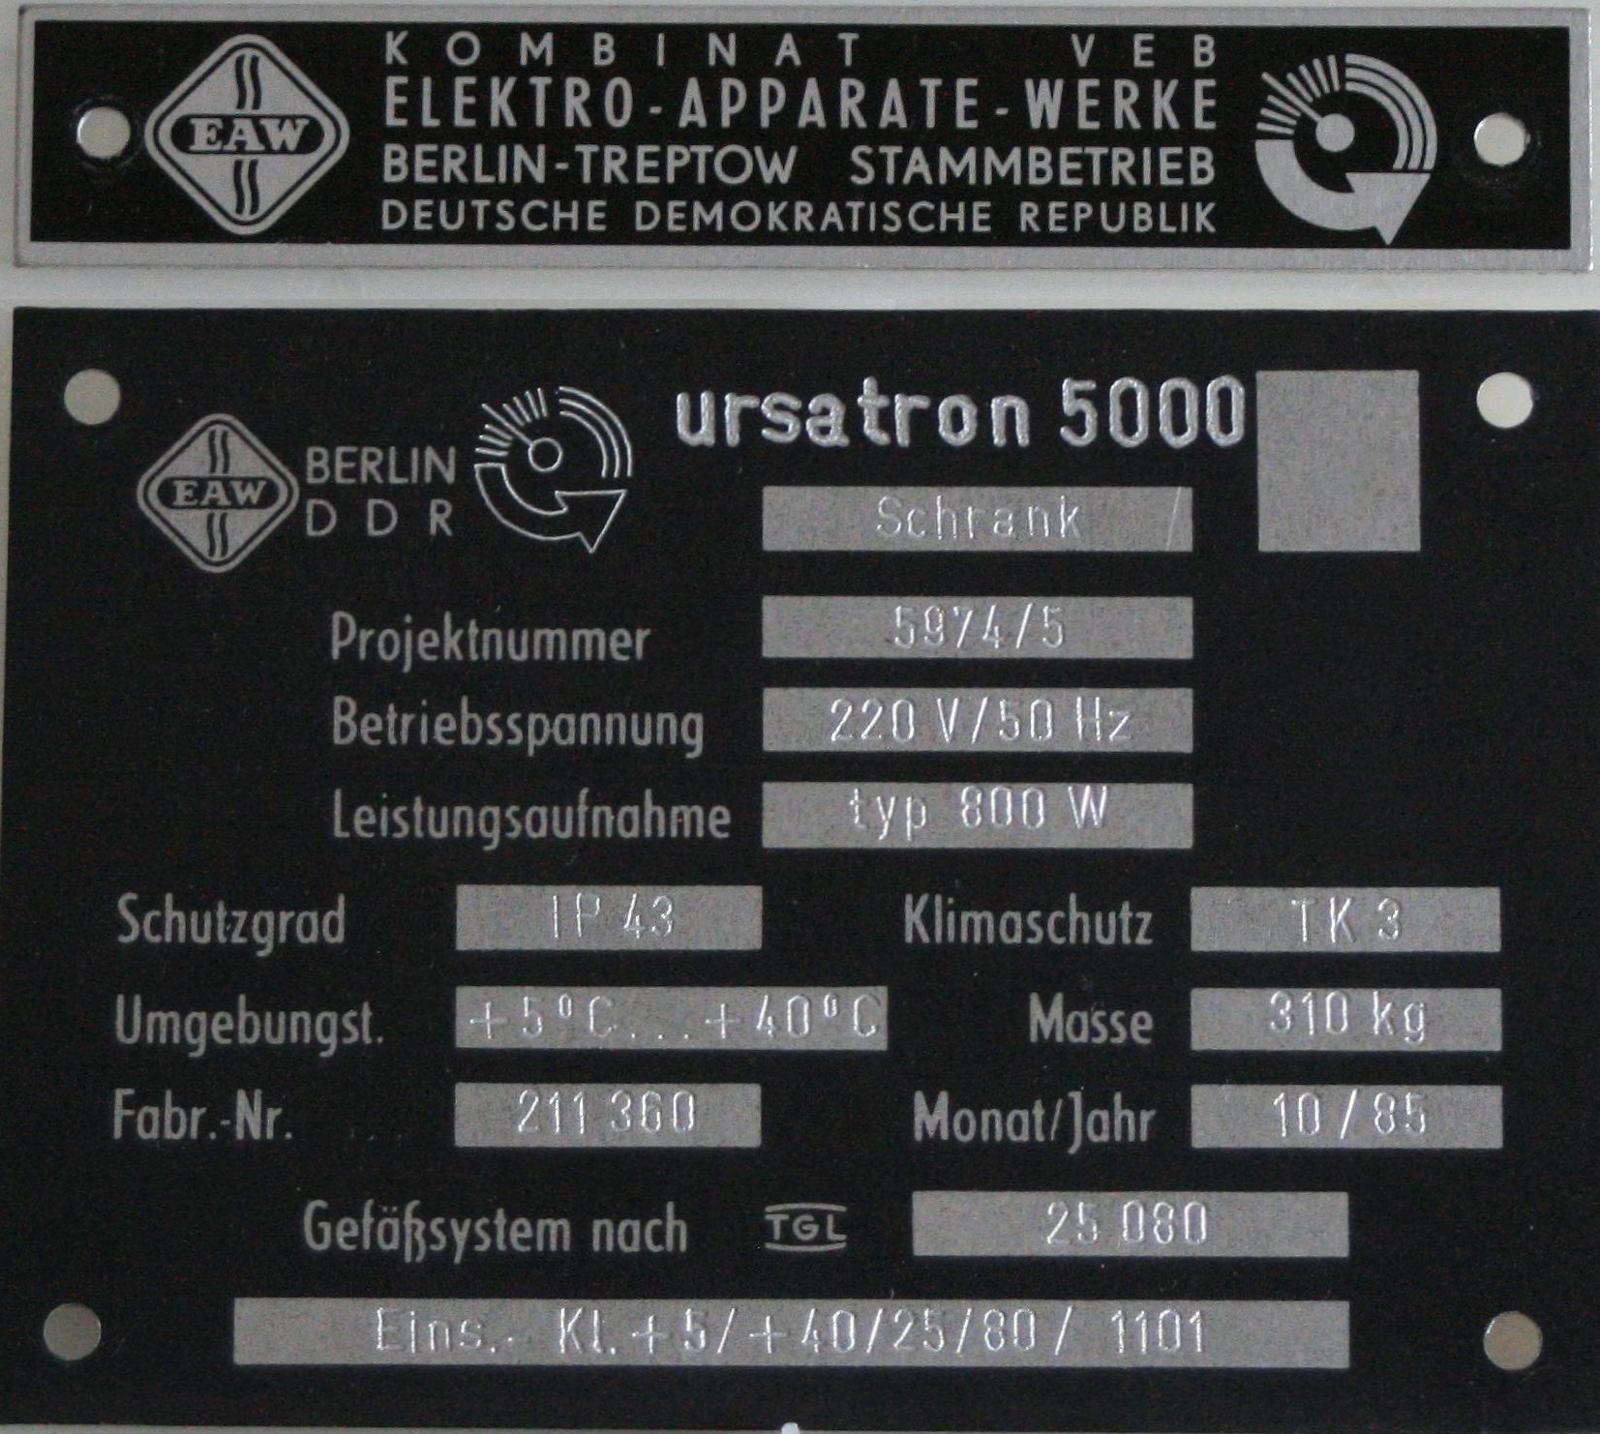 KOMBINAT VEB
EAW
ELEKTRO-APPARATE-WERKE
BERLIN-TREPTOW STAMMBETRIEB
DEUTSCHE DEMOKRATISCHE REPUBLIK
ursatron 5000
EAW BERLIN
DDR
Schrank /
Projektnummer 5974/5
Betriebsspannung 220 V/50 Hz
Leistungsaufnahme typ 800 W
Schutzgrad IP 43 Klimaschutz TK 3
Umgebungst. +5°C...+40°C Masse 310 kg
Fabr.-Nr. 211 360 Monat/Jahr 10/85
Gefäßsystem nach TGL 25 080
Eins.- Kl. +5/+40/25/80/ 1101